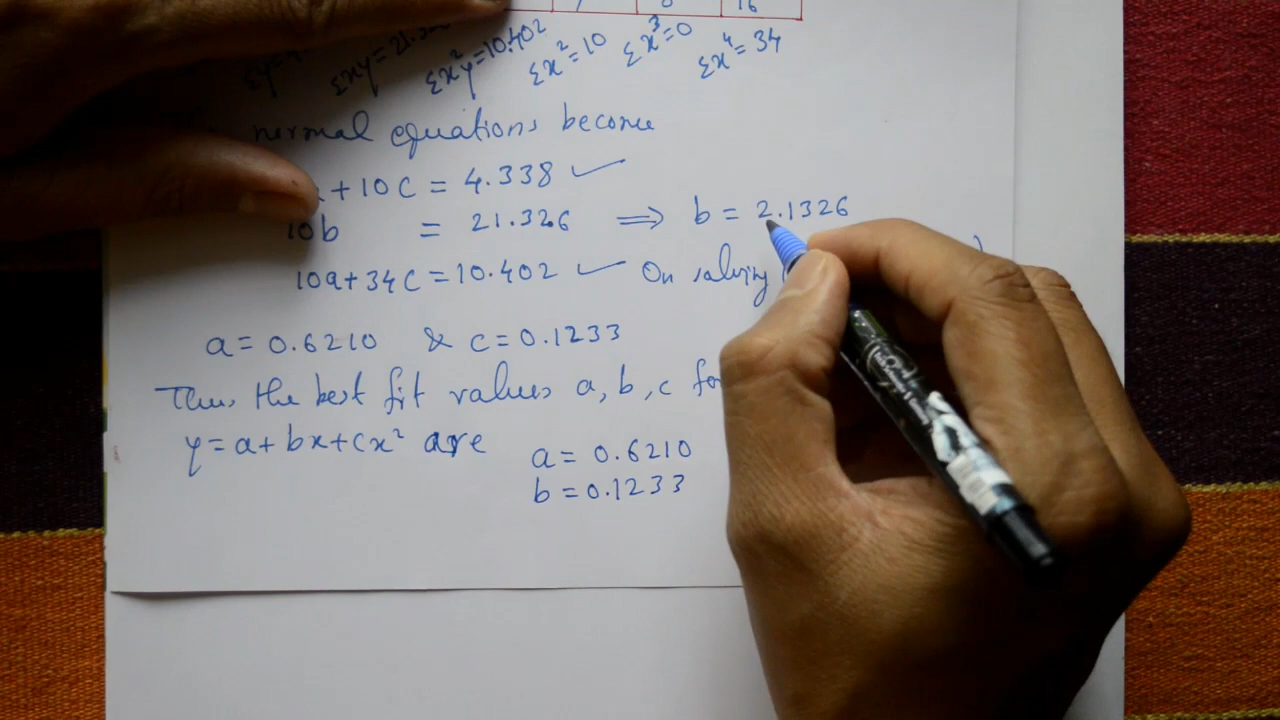 16
Σxy=21.326 Σx²y=10.402 Σx²=10 Σx³=0 Σx⁴=34
normal equations become
+10C = 4.338 ✓
10b = 21.326 ⟹ b = 2.1326
10a+34C=10.402 ✓ On solving
a=0.6210 & c=0.1233
Thus the best fit values a, b, c for
y=a+bx+cx² are
a= 0.6210
b=0.1233